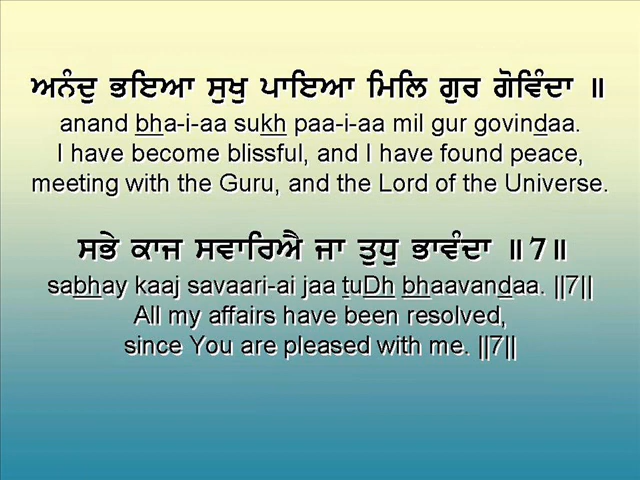 ਅਨੰਦੁ ਭਇਆ ਸੁਖੁ ਪਾਇਆ ਮਿਲਿ ਗੁਰ ਗੋਵਿੰਦਾ ॥
anand bha-i-aa sukh paa-i-aa mil gur govindaa.
I have become blissful, and I have found peace,
meeting with the Guru, and the Lord of the Universe.
ਸਭੇ ਕਾਜ ਸਵਾਰਿਐ ਜਾ ਤੁਧੁ ਭਾਵੰਦਾ ॥7॥
sabhay kaaj savaari-ai jaa tuDh bhaavandaa. ||7||
All my affairs have been resolved,
since You are pleased with me. ||7||